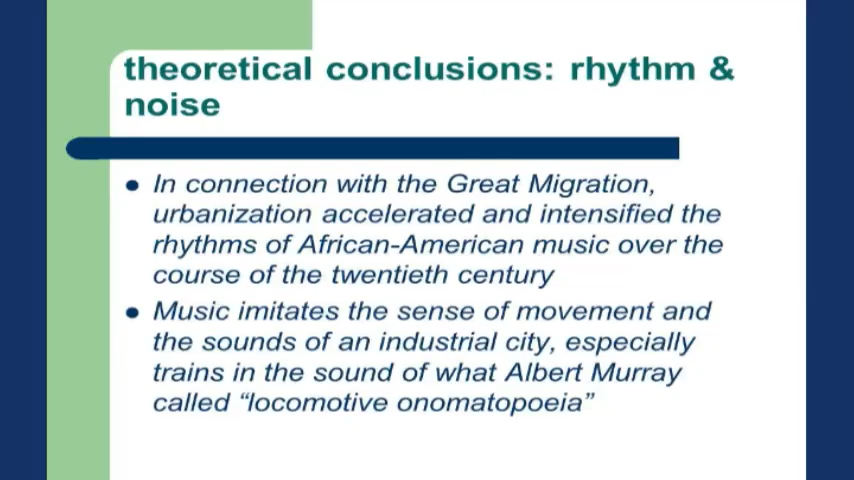 theoretical conclusions: rhythm &
noise
In connection with the Great Migration,
urbanization accelerated and intensified the
rhythms of African-American music over the
course of the twentieth century
Music imitates the sense of movement and
the sounds of an industrial city, especially
trains in the sound of what Albert Murray
called “locomotive onomatopoeia”